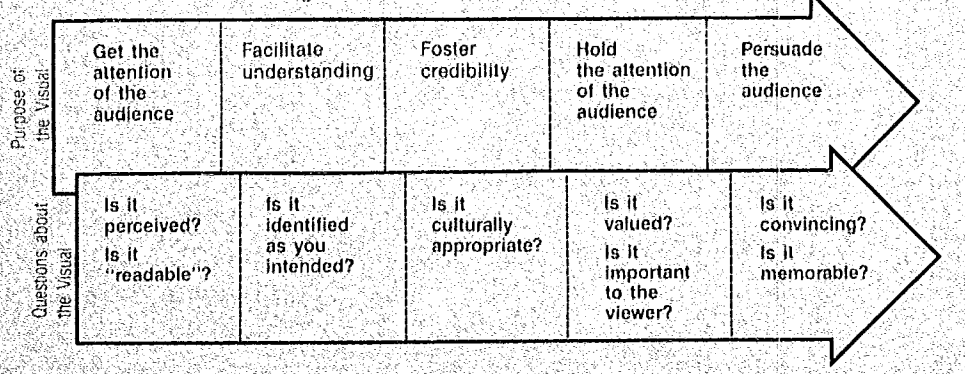 Purpose of
the Visual
Get the
attention
of the
audience
Facilitate
understanding
Foster
credibility
Hold
the attention
of the
audience
Persuade
the
audience
Questions about
the Visual
Is it
perceived?
Is it
"readable"?
Is it
identified
as you
intended?
Is it
culturally
appropriate?
Is it
valued?
Is it
important
to the
viewer?
Is it
convincing?
Is it
memorable?